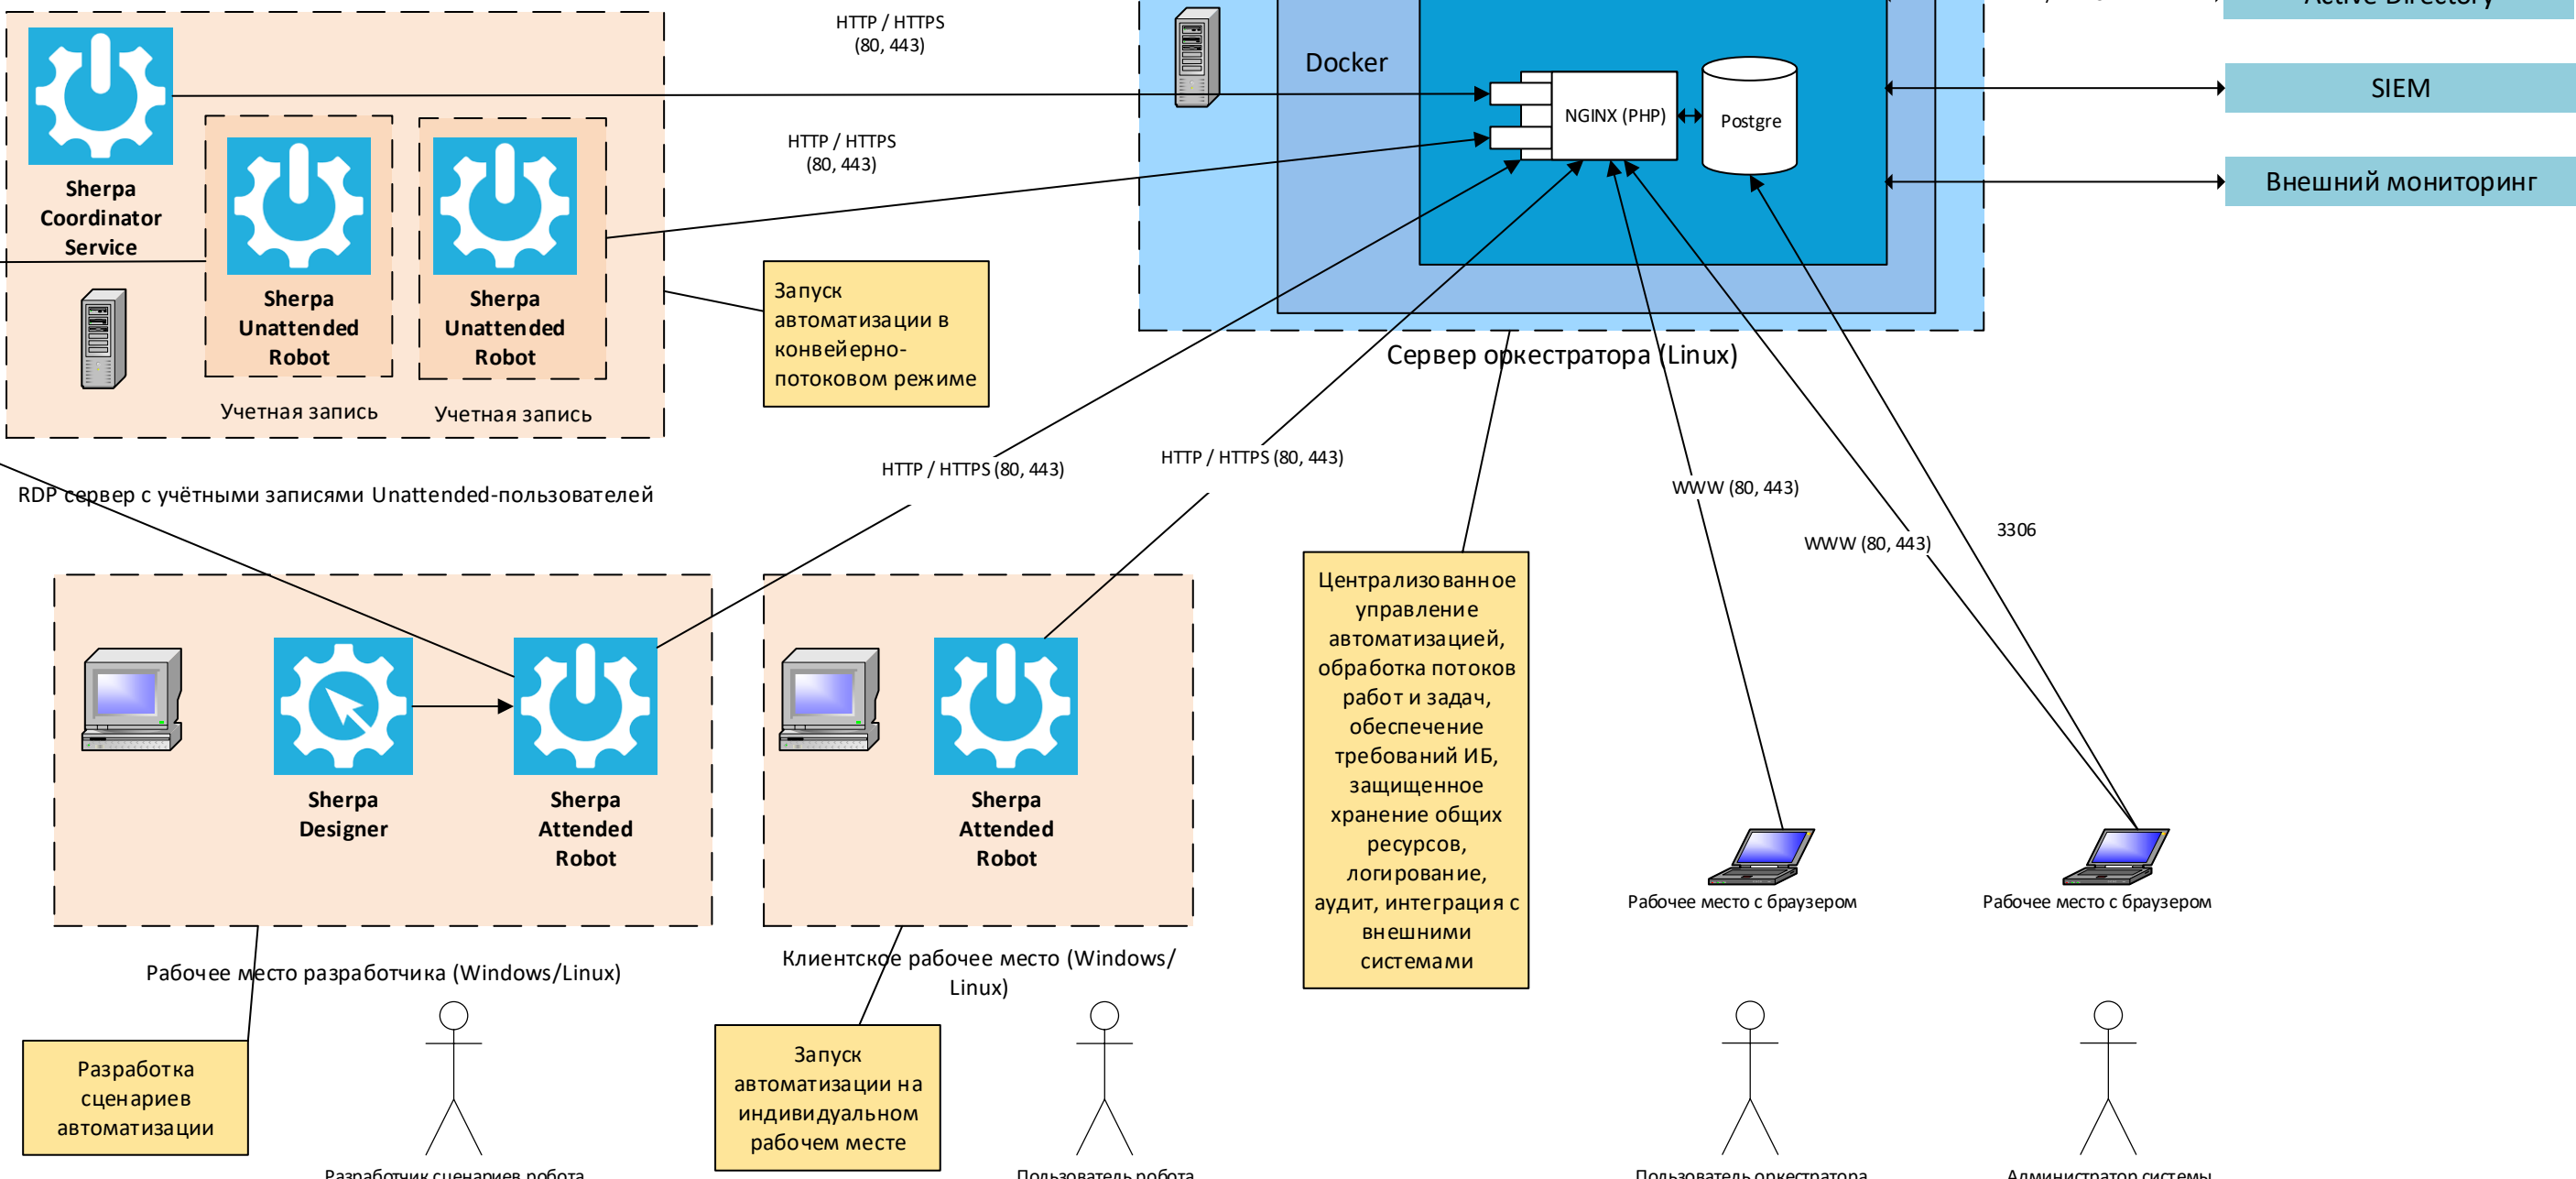 HTTP / HTTPS
(80, 443)
Active Directory
Docker
SIEM
NGINX (PHP)
Postgre
HTTP / HTTPS
(80, 443)
Внешний мониторинг
Sherpa
Coordinator
Service
Sherpa
Unattended
Robot
Sherpa
Unattended
Robot
Учетная запись
Учетная запись
Запуск
автоматизации в
конвейерно-
потоковом режиме
Сервер оркестратора (Linux)
RDP сервер с учётными записями Unattended-пользователей
HTTP / HTTPS (80, 443)
HTTP / HTTPS (80, 443)
WWW (80, 443)
WWW (80, 443)
3306
Централизованное
управление
автоматизацией,
обработка потоков
работ и задач,
обеспечение
требований ИБ,
защищенное
хранение общих
ресурсов,
логирование,
аудит, интеграция с
внешними
системами
Sherpa
Designer
Sherpa
Attended
Robot
Sherpa
Attended
Robot
Рабочее место с браузером
Рабочее место с браузером
Рабочее место разработчика (Windows/Linux)
Клиентское рабочее место (Windows/
Linux)
Разработка
сценариев
автоматизации
Запуск
автоматизации на
индивидуальном
рабочем месте
Разработчик сценариев робота
Пользователь робота
Пользователь оркестратора
Администратор системы